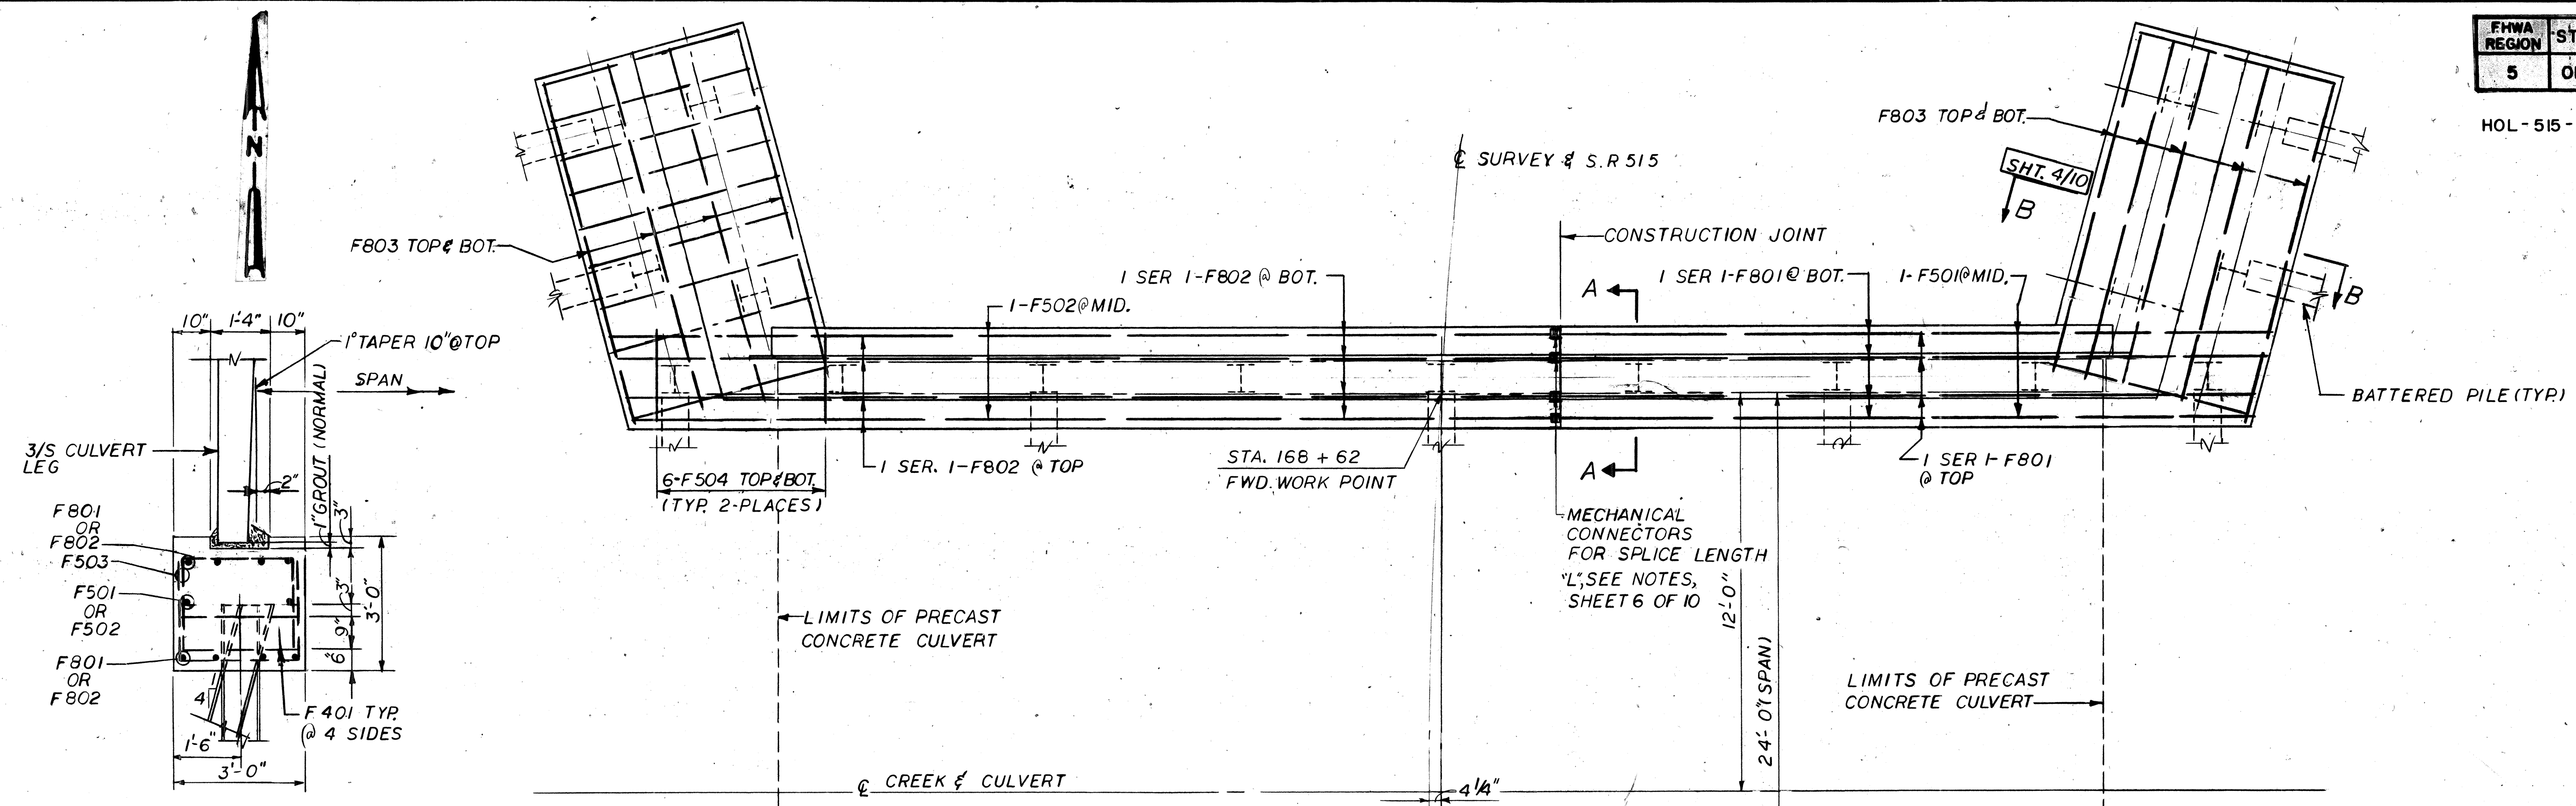 FHWA
REGION
5
HOL-515-
N
℄ SURVEY & S.R 515
F803 TOP & BOT.
SHT. 4/10
B
B
F803 TOP & BOT.
CONSTRUCTION JOINT
1 SER 1-F802 @ BOT.
1-F502@MID.
A
1 SER 1-F801 @ BOT.
1-F501@MID.
10" 1'-4" 10"
1" TAPER 10"@TOP
SPAN
1" GROUT (NORMAL)
3/S CULVERT
LEG
2"
3"
F801
OR
F802
F503
F501
OR
F502
F801
OR
F802
3"
9"
6"
3'-0"
1
4
F401 TYP.
@ 4 SIDES
1'-6"
3'-0"
1 SER. 1-F802 @ TOP
6-F504 TOP & BOT.
(TYP. 2-PLACES)
STA. 168 + 62
FWD. WORK POINT
A
MECHANICAL
CONNECTORS
FOR SPLICE LENGTH
"L", SEE NOTES,
SHEET 6 OF 10
1 SER 1-F801
@ TOP
BATTERED PILE (TYP.)
LIMITS OF PRECAST
CONCRETE CULVERT
12'-0"
24'-0" (SPAN)
LIMITS OF PRECAST
CONCRETE CULVERT
℄ CREEK & CULVERT
4 1/4"